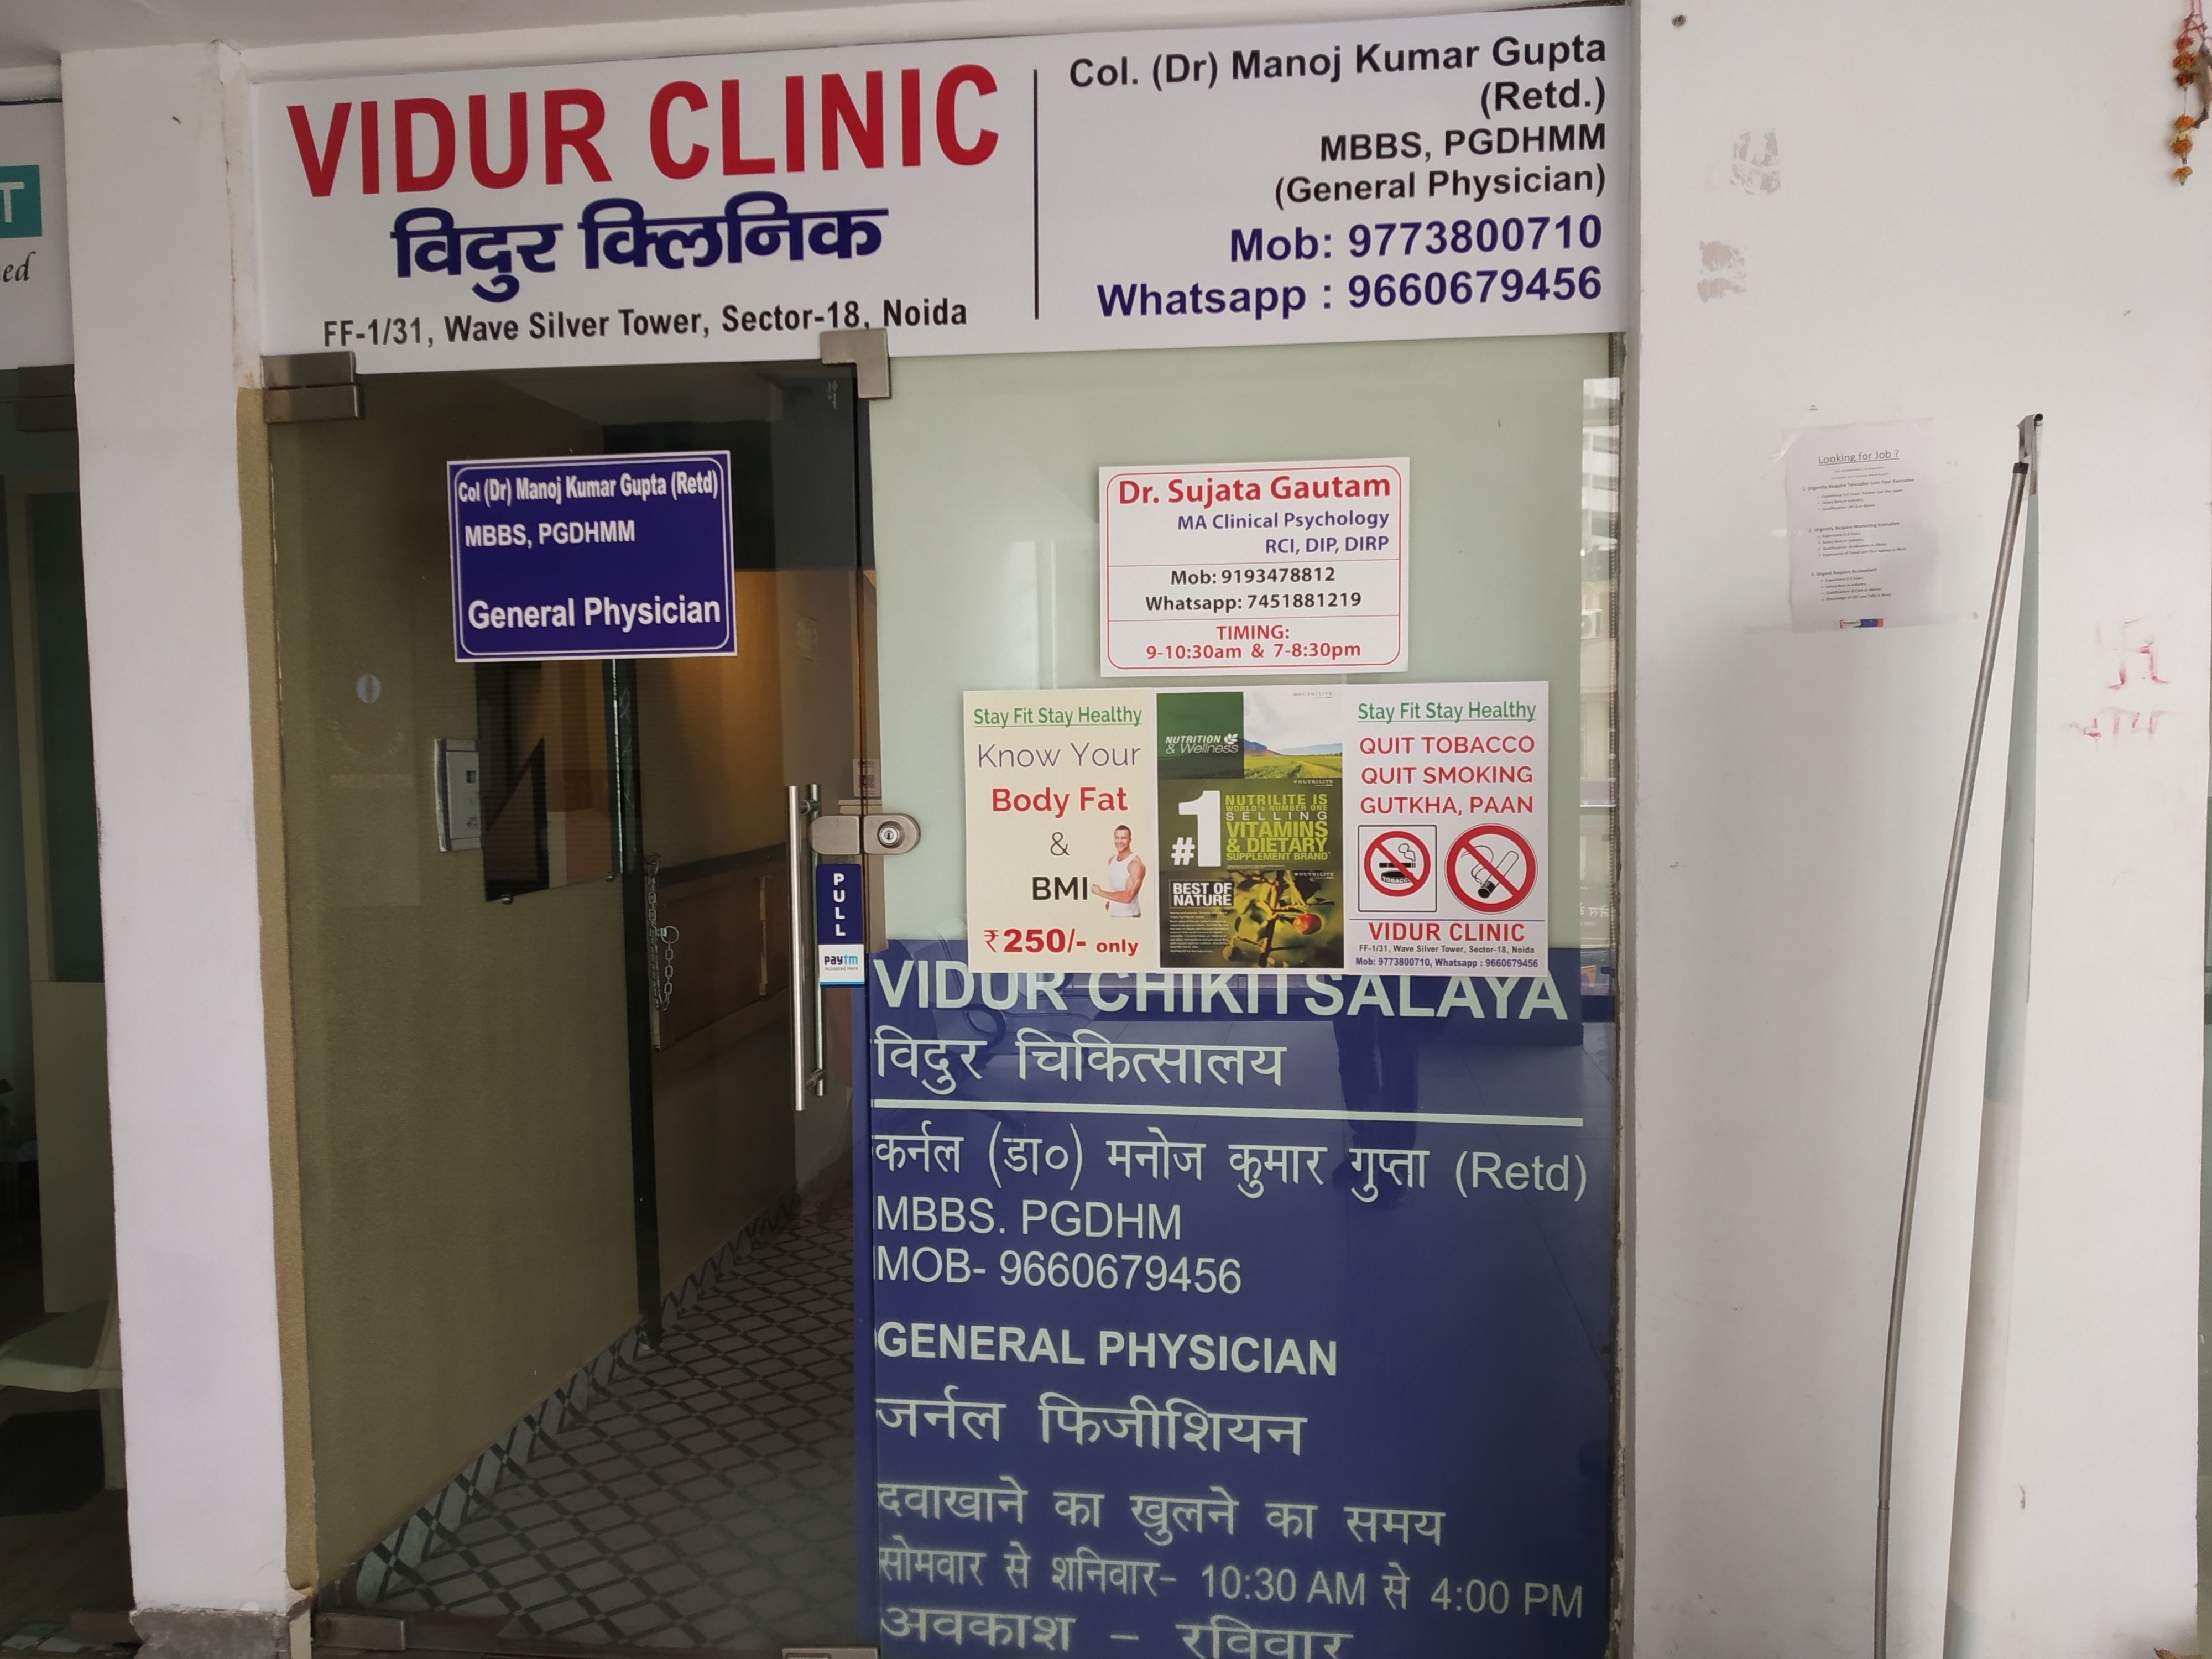 VIDUR CLINIC
विदुर क्लिनिक
FF-1/31, Wave Silver Tower, Sector-18, Noida
Col. (Dr) Manoj Kumar Gupta
(Retd.)
MBBS, PGDHMM
(General Physician)
Mob: 9773800710
Whatsapp : 9660679456
T
ed
Col (Dr) Manoj Kumar Gupta (Retd)
MBBS, PGDHMM
General Physician
Dr. Sujata Gautam
MA Clinical Psychology
RCI, DIP, DIRP
Mob: 9193478812
Whatsapp: 7451881219
TIMING:
9-10:30am & 7-8:30pm
Looking for Job ?
Stay Fit Stay Healthy
Know Your
Body Fat
&
BMI
₹250/- only
NUTRITION
& Wellness
#1
NUTRILITE IS
WORLD'S NUMBER ONE
SELLING
VITAMINS
& DIETARY
SUPPLEMENT BRAND
BEST OF
NATURE
Stay Fit Stay Healthy
QUIT TOBACCO
QUIT SMOKING
GUTKHA, PAAN
TOBACCO
VIDUR CLINIC
FF-1/31, Wave Silver Tower, Sector-18, Noida
Mob: 9773800710, Whatsapp : 9660679456
PULL
paytm
Accepted Here
VIDUR CHIKITSALAYA
विदुर चिकित्सालय
कर्नल (डा०) मनोज कुमार गुप्ता (Retd)
MBBS. PGDHM
MOB- 9660679456
GENERAL PHYSICIAN
जर्नल फिजीशियन
दवाखाने का खुलने का समय
सोमवार से शनिवार- 10:30 AM से 4:00 PM
अवकाश - रविवार